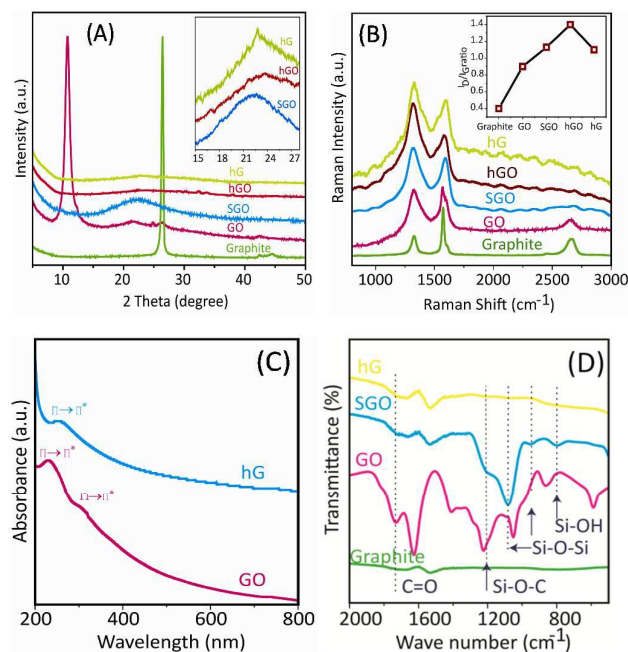 (A)
hG
hGO
SGO
15 18 21 24 27
hG
hGO
SGO
GO
Graphite
10 20 30 40 50
2 Theta (degree)
Intensity (a.u.)
(B)
1.4
1.2
1.0
0.8
0.6
0.4
I_D/I_G ratio
Graphite GO SGO hGO hG
hG
hGO
SGO
GO
Graphite
1000 1500 2000 2500 3000
Raman Shift (cm⁻¹)
Raman Intensity (a.u.)
(C)
Π→Π*
Π→Π*
n→Π*
hG
GO
200 400 600 800
Wavelength (nm)
Absorbance (a.u.)
(D)
hG
SGO
GO
Graphite
Si-OH
Si-O-Si
C=O
Si-O-C
2000 1600 1200 800
Wave number (cm⁻¹)
Transmittance (%)